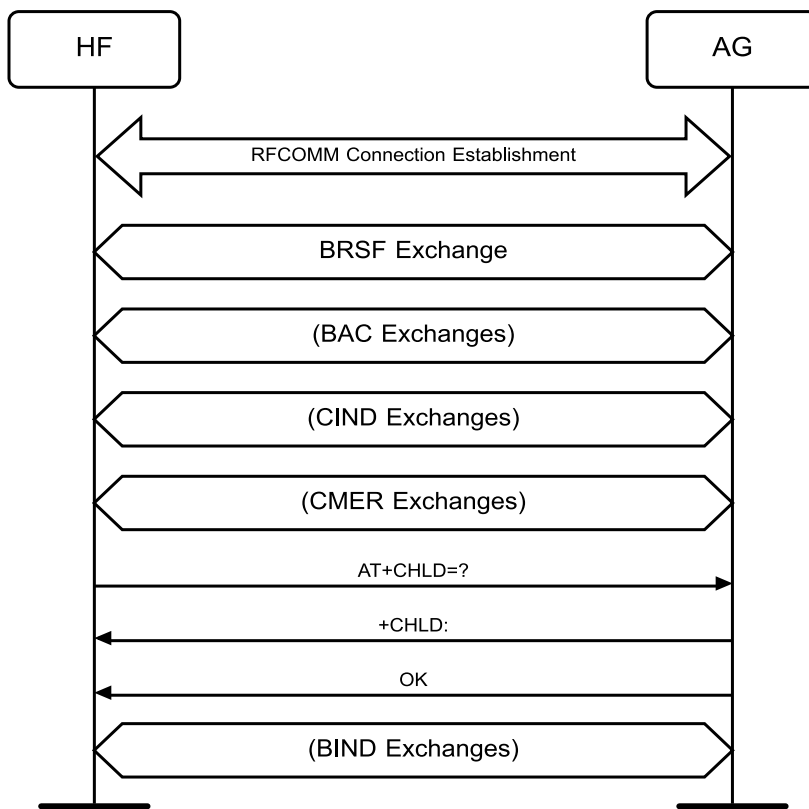 HF
AG
RFCOMM Connection Establishment
BRSF Exchange
(BAC Exchanges)
(CIND Exchanges)
(CMER Exchanges)
AT+CHLD=?
+CHLD:
OK
(BIND Exchanges)